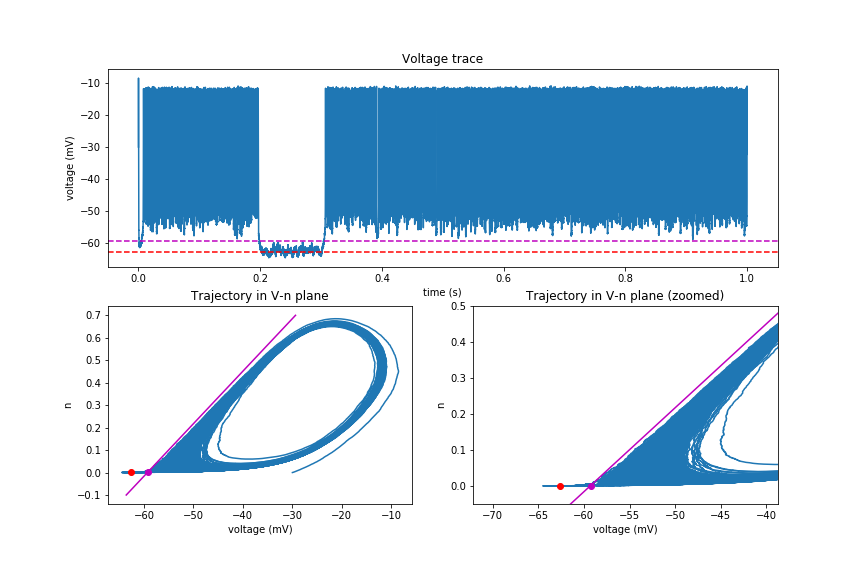 Voltage trace
−10
−20
−30
−40
−50
−60
voltage (mV)
0.0 0.2 0.4 0.6 0.8 1.0
time (s)
Trajectory in V-n plane
0.7
0.6
0.5
0.4
0.3
0.2
0.1
0.0
−0.1
n
−60 −50 −40 −30 −20 −10
voltage (mV)
Trajectory in V-n plane (zoomed)
0.5
0.4
0.3
0.2
0.1
0.0
n
−70 −65 −60 −55 −50 −45 −40
voltage (mV)